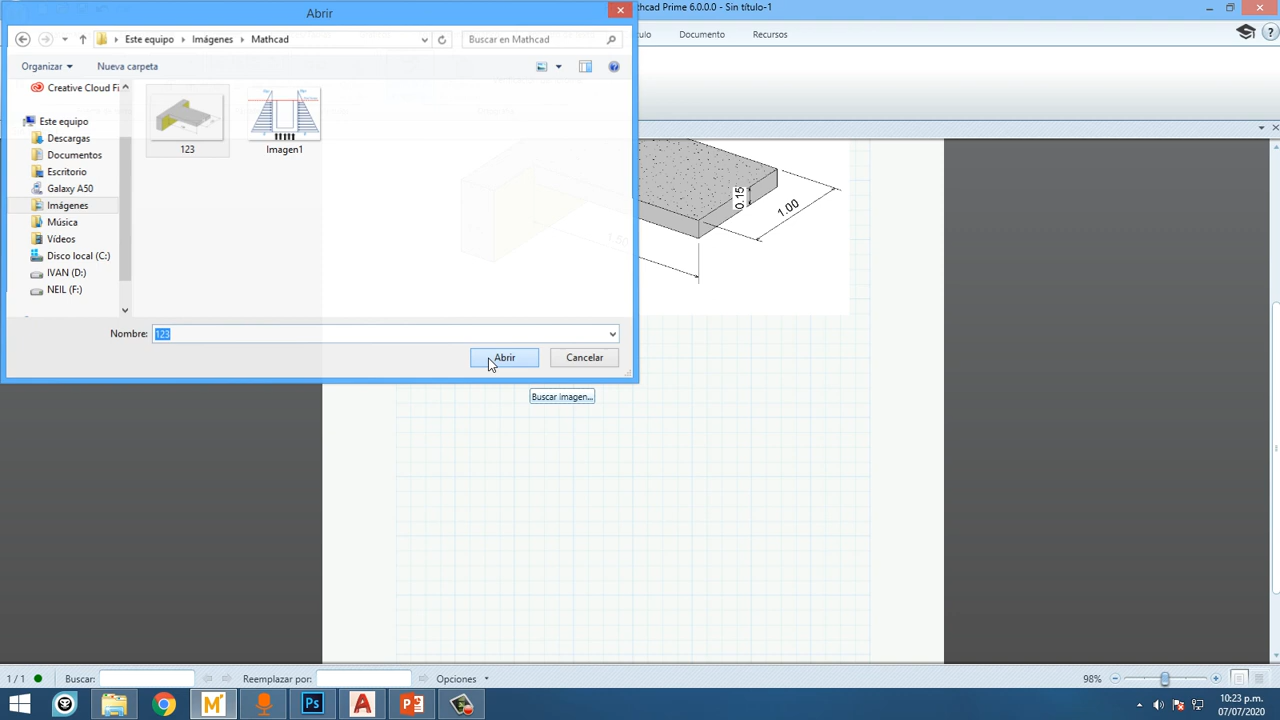 Abrir
Mathcad Prime 6.0.0.0 - Sin título-1
Este equipo
Imágenes
Mathcad
Buscar en Mathcad
Documento
Recursos
Organizar
Nueva carpeta
Creative Cloud Fi
Este equipo
Descargas
Documentos
Escritorio
Galaxy A50
Imágenes
Música
Vídeos
Disco local (C:)
IVAN (D:)
NEIL (F:)
123
Imagen1
0.15
1.00
Nombre:
123
Abrir
Cancelar
Buscar imagen...
1 / 1
Buscar:
Reemplazar por:
Opciones
98%
10:23 p.m.
07/07/2020